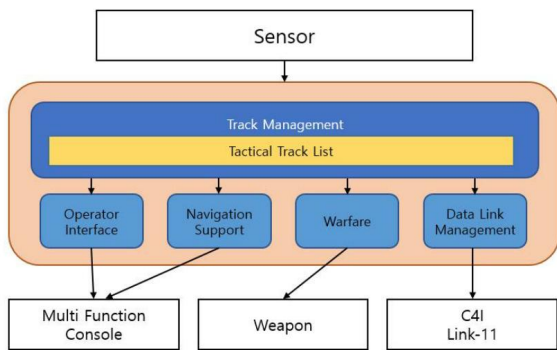 Sensor
Track Management
Tactical Track List
Operator
Interface
Navigation
Support
Warfare
Data Link
Management
Multi Function
Console
Weapon
C4I
Link-11